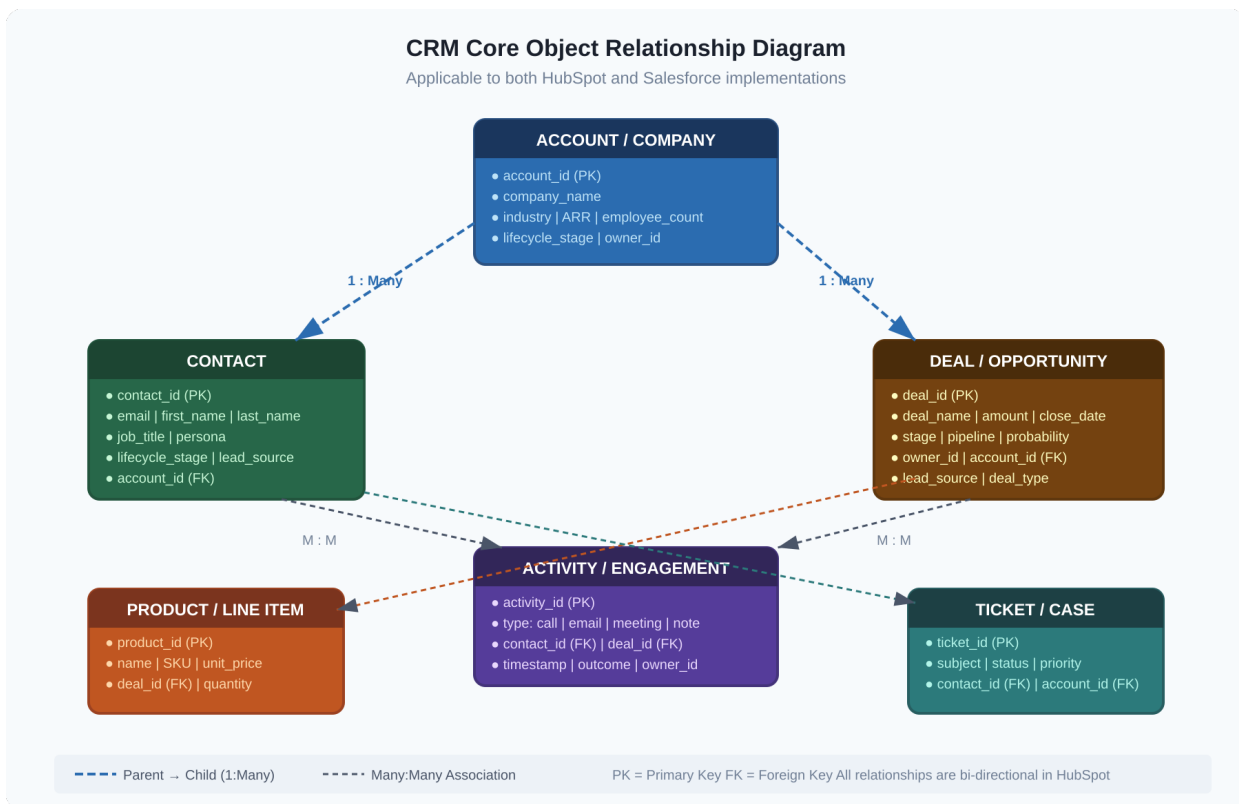 CRM Core Object Relationship Diagram
Applicable to both HubSpot and Salesforce implementations
ACCOUNT / COMPANY
● account_id (PK)
● company_name
● industry | ARR | employee_count
● lifecycle_stage | owner_id
1 : Many
1 : Many
CONTACT
● contact_id (PK)
● email | first_name | last_name
● job_title | persona
● lifecycle_stage | lead_source
● account_id (FK)
DEAL / OPPORTUNITY
● deal_id (PK)
● deal_name | amount | close_date
● stage | pipeline | probability
● owner_id | account_id (FK)
● lead_source | deal_type
M : M
M : M
PRODUCT / LINE ITEM
● product_id (PK)
● name | SKU | unit_price
● deal_id (FK) | quantity
ACTIVITY / ENGAGEMENT
● activity_id (PK)
● type: call | email | meeting | note
● contact_id (FK) | deal_id (FK)
● timestamp | outcome | owner_id
TICKET / CASE
● ticket_id (PK)
● subject | status | priority
● contact_id (FK) | account_id (FK)
Parent → Child (1:Many)
Many:Many Association
PK = Primary Key FK = Foreign Key All relationships are bi-directional in HubSpot